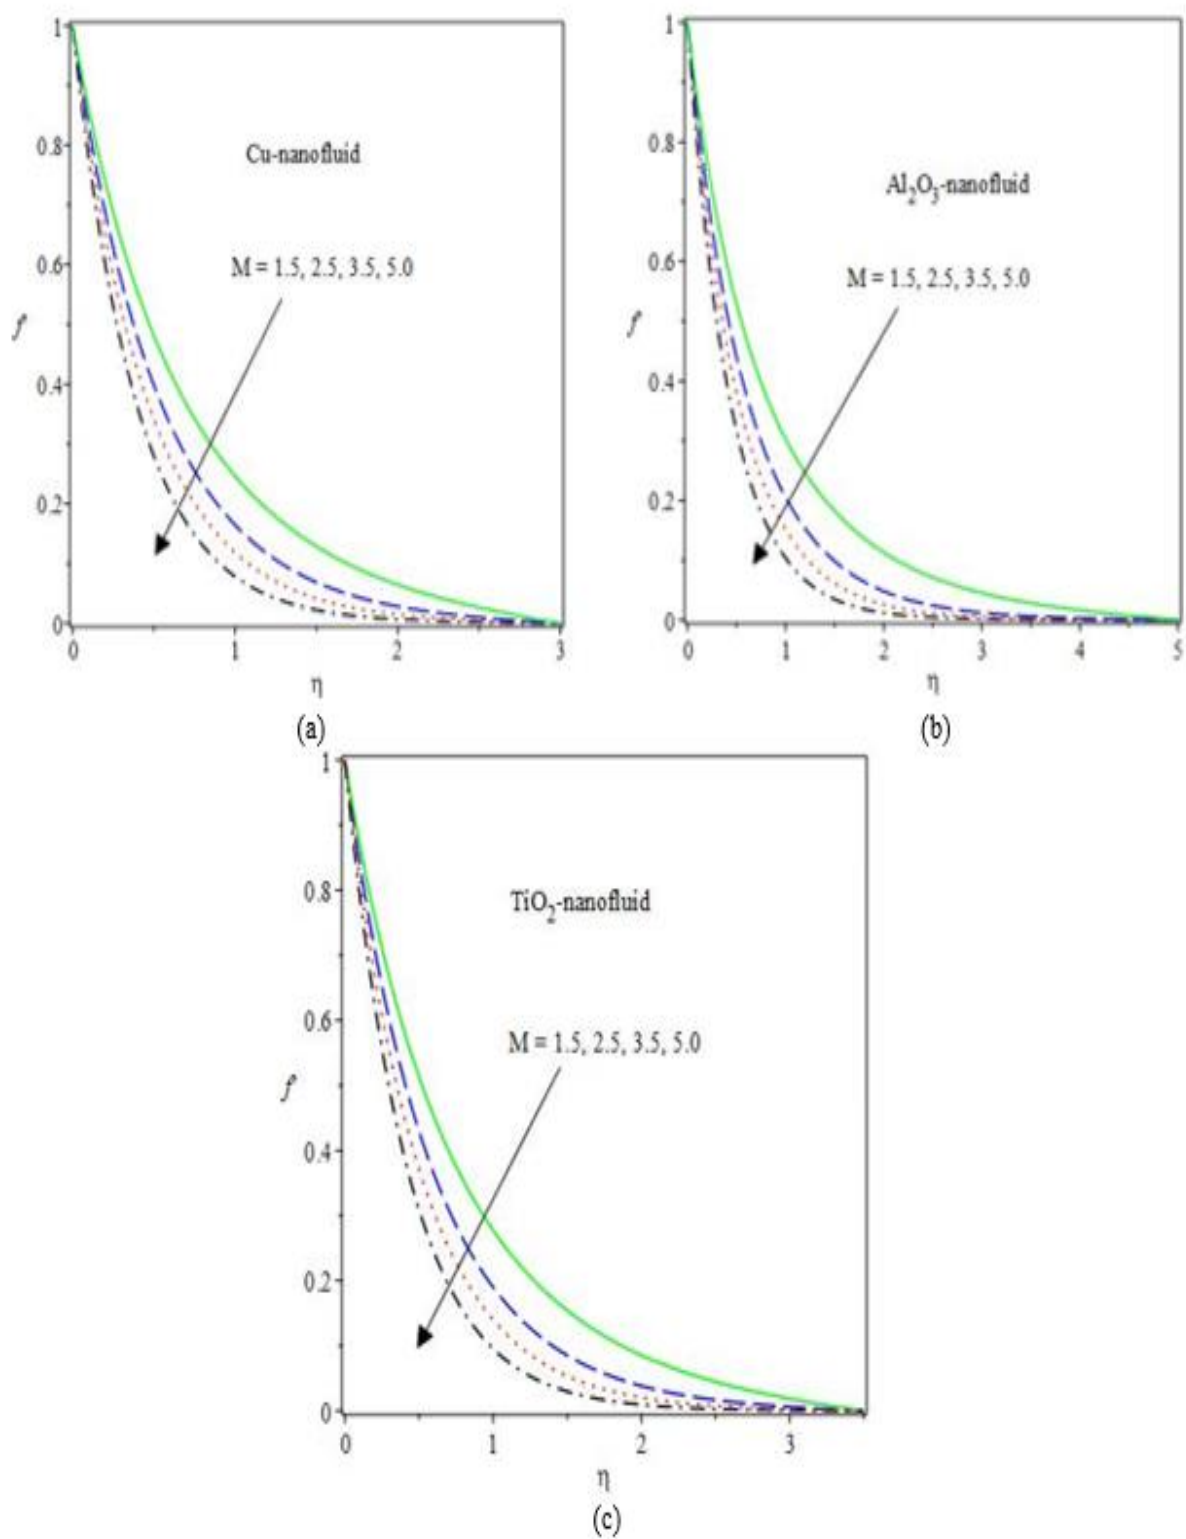 1
0.8
0.6
0.4
0.2
0
Cu-nanofluid
M = 1.5, 2.5, 3.5, 5.0
f'
0 1 2 3
η
(a)
1
0.8
0.6
0.4
0.2
0
Al₂O₃-nanofluid
M = 1.5, 2.5, 3.5, 5.0
f'
0 1 2 3 4 5
η
(b)
1
0.8
0.6
0.4
0.2
0
TiO₂-nanofluid
M = 1.5, 2.5, 3.5, 5.0
f'
0 1 2 3
η
(c)